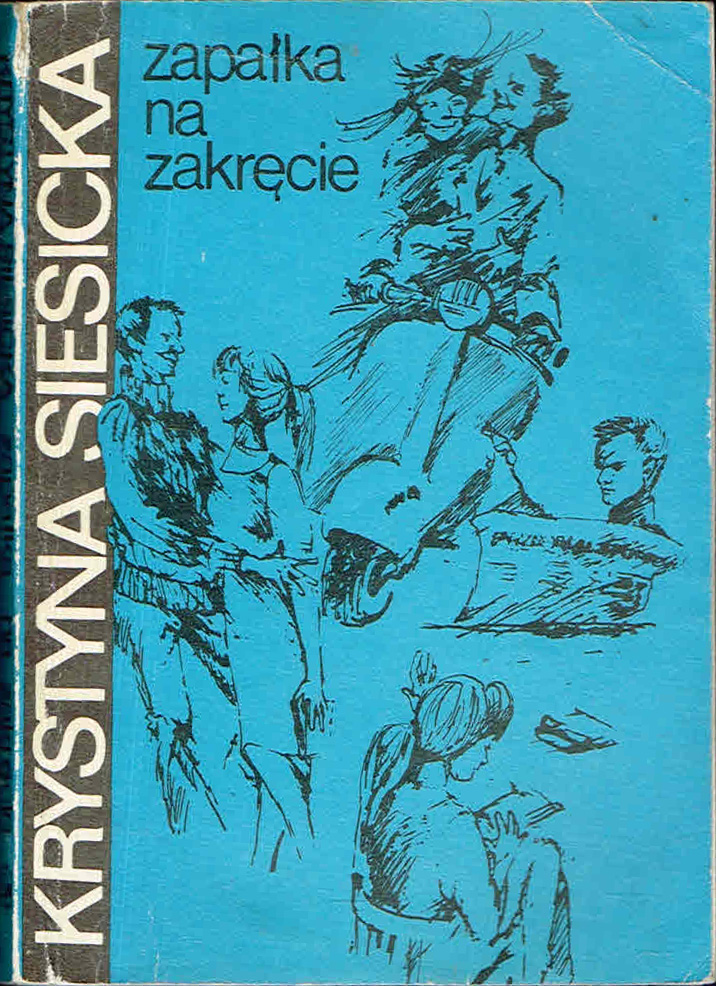 zapałka
na
zakręcie
KRYSTYNA SIESICKA